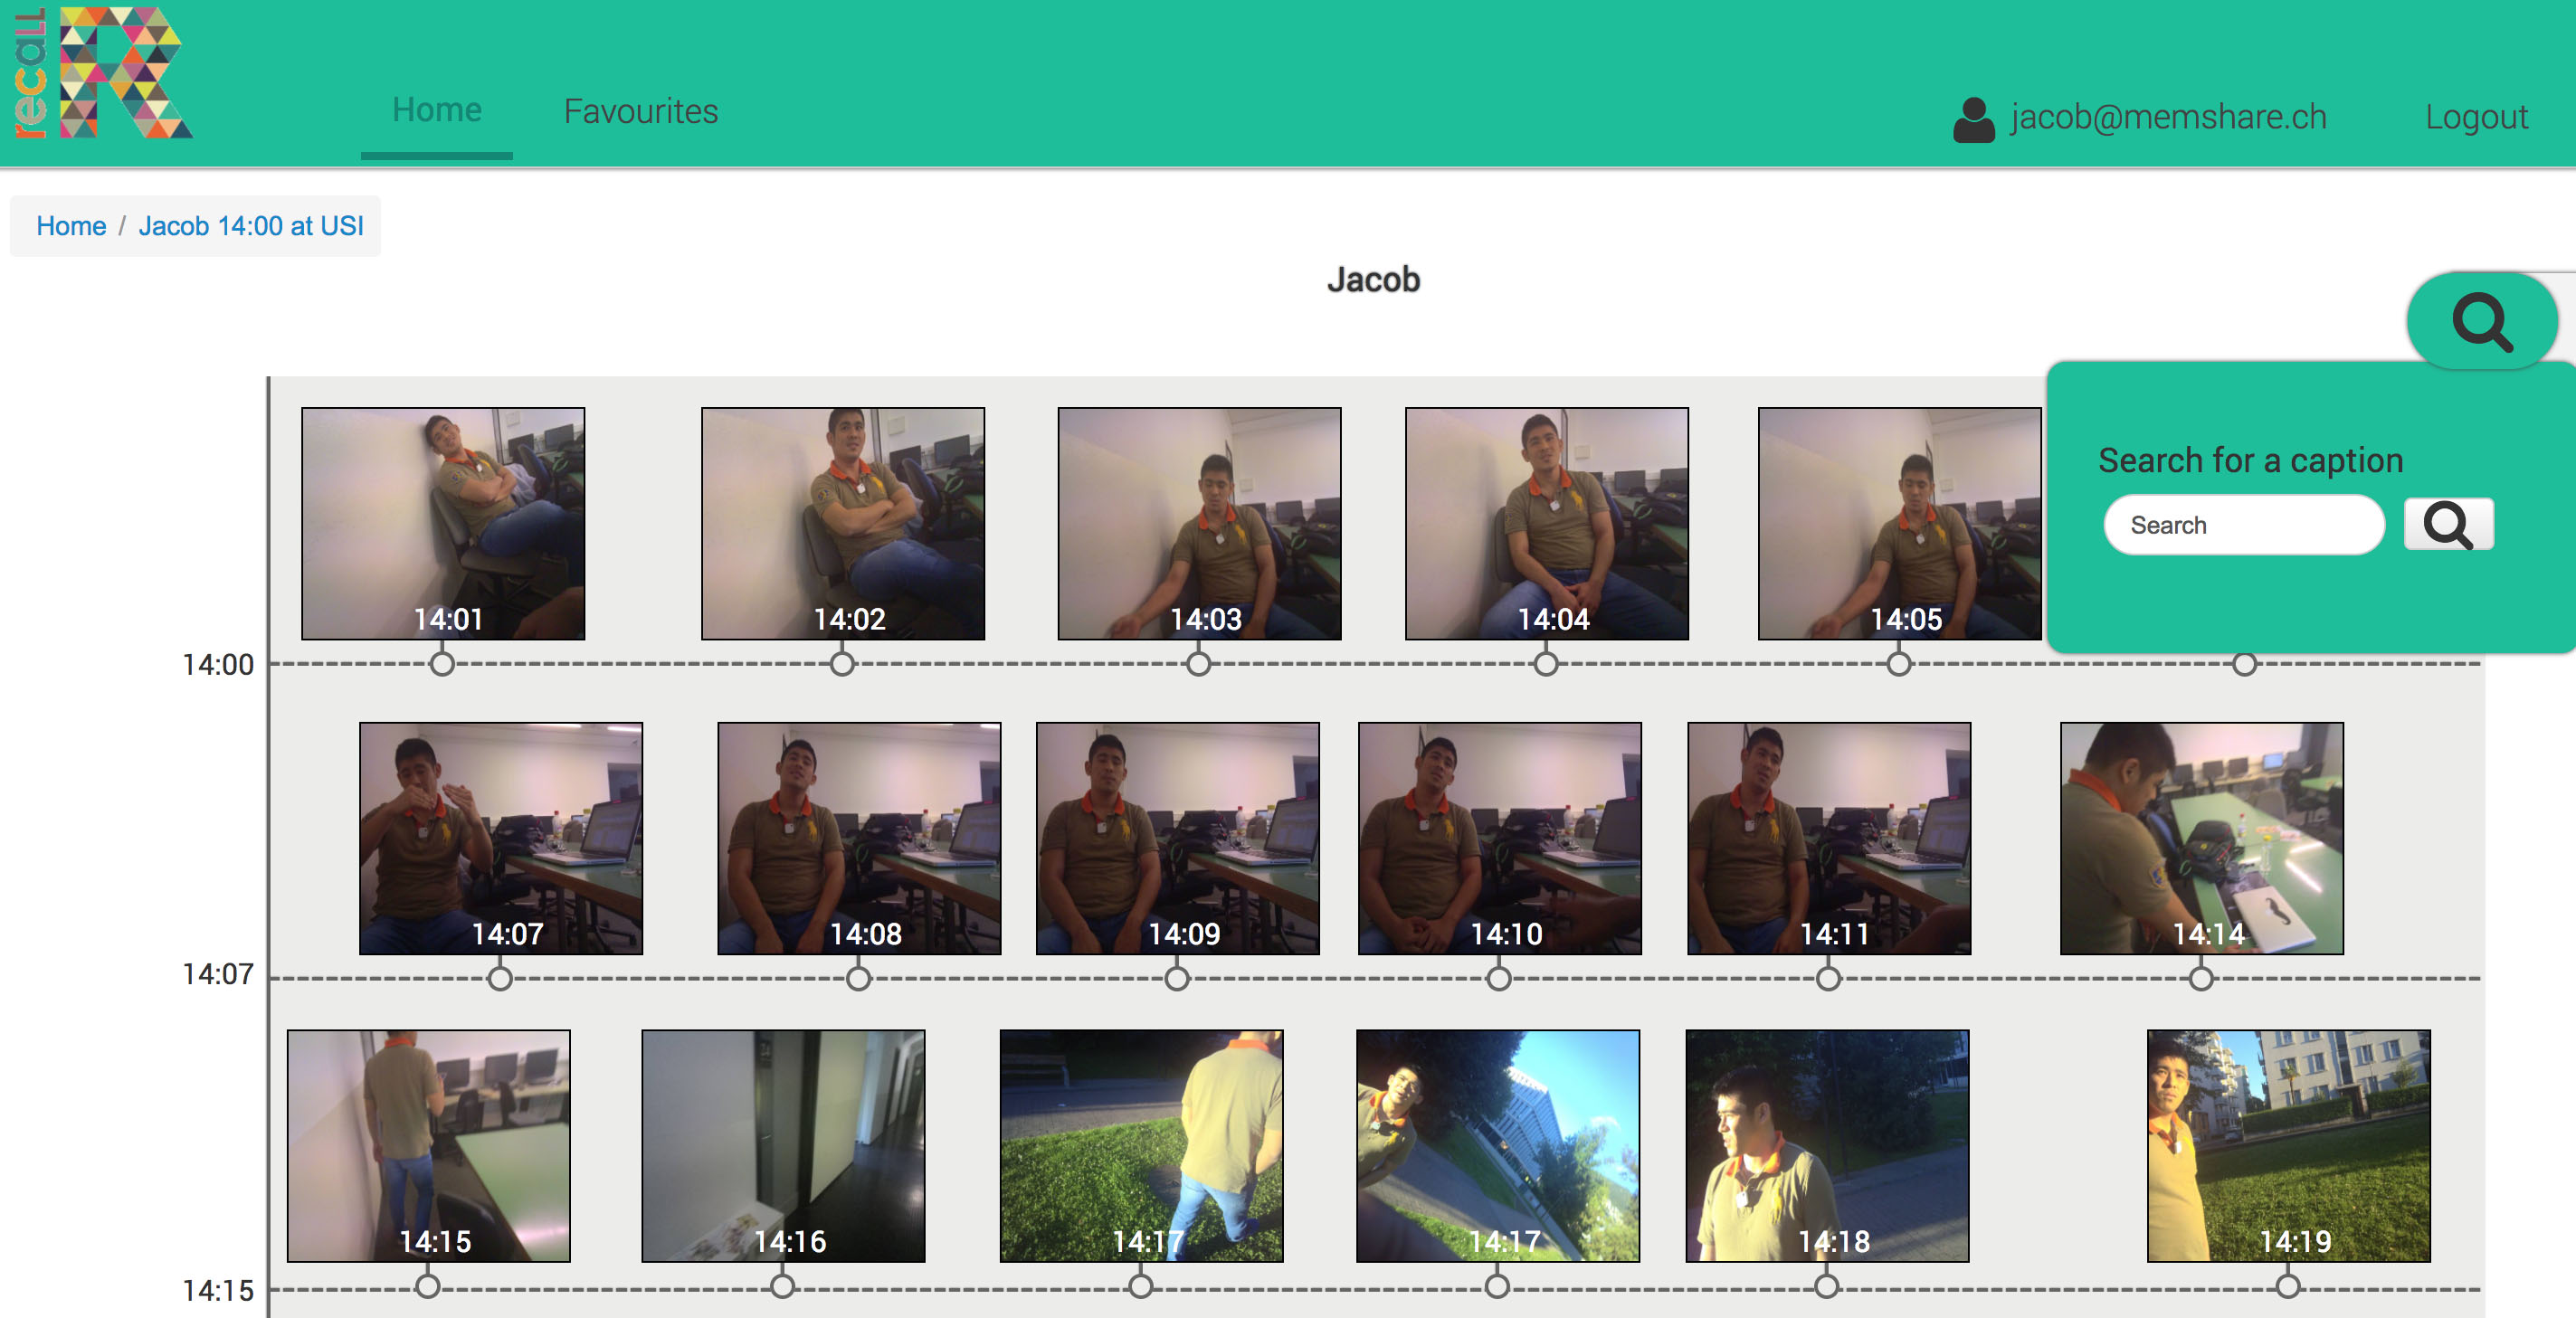 recall
Home
Favourites
jacob@memshare.ch
Logout
Home / Jacob 14:00 at USI
Jacob
Search for a caption
Search
14:01
14:02
14:03
14:04
14:05
14:00
14:07
14:08
14:09
14:10
14:11
14:14
14:07
14:15
14:16
14:17
14:17
14:18
14:19
14:15